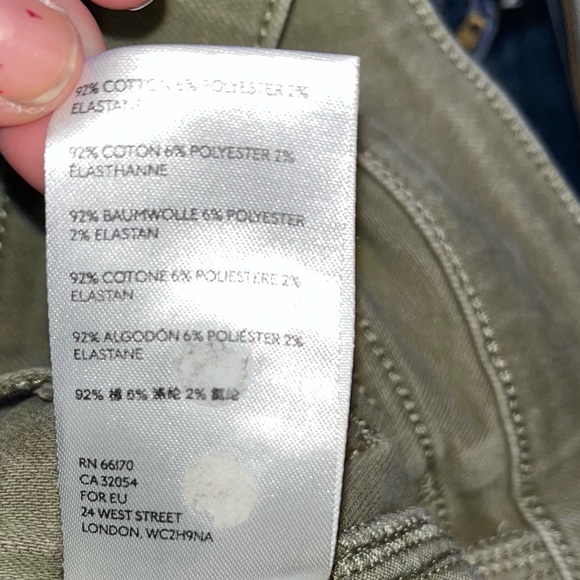 92% COTTON 6% POLYESTER 2%
ELASTANE
92% COTON 6% POLYESTER 2%
ÉLASTHANNE
92% BAUMWOLLE 6% POLYESTER
2% ELASTAN
92% COTONE 6% POLIESTERE 2%
ELASTAN
92% ALGODÓN 6% POLIÉSTER 2%
ELASTANE
92% 棉 6% 涤纶 2% 氨纶
RN 66170
CA 32054
FOR EU
24 WEST STREET
LONDON, WC2H9NA